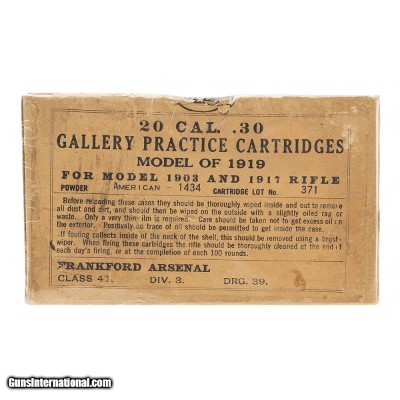 20 CAL. .30
GALLERY PRACTICE CARTRIDGES
MODEL OF 1919
FOR MODEL 1903 AND 1917 RIFLE
POWDER AMERICAN - 1434 CARTRIDGE LOT No. 371
Before reloading these cases they should be thoroughly wiped inside and out to remove
all dust and dirt, and should then be wiped on the outside with a slightly oiled rag or
waste. Only a very thin film is required. Care should be taken not to get excess oil on
the exterior. Positively no trace of oil should be permitted to get inside the case.
If fouling collects inside of the neck of the shell, this should be removed using a brush-
wiper. When firing these cartridges the rifle should be thoroughly cleaned at the end of
each day's firing, or at the completion of each 100 rounds.
FRANKFORD ARSENAL
CLASS 47. DIV. 3. DRG. 39.
GunsInternational.com